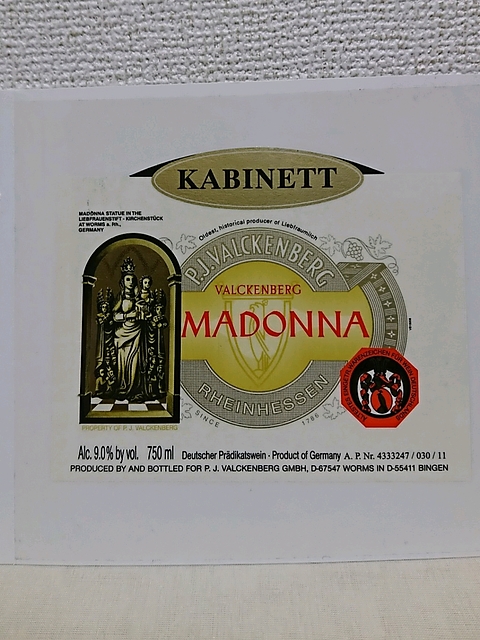 KABINETT
MADONNA STATUE IN THE
LIEBFRAUENSTIFT - KIRCHENSTÜCK
AT WORMS a. Rh.,
GERMANY
Oldest, historical producer of Liebfraumilch
P.J. VALCKENBERG
VALCKENBERG
MADONNA
RHEINHESSEN
SINCE 1786
PROPERTY OF P. J. VALCKENBERG
Alc. 9.0% by vol. 750 ml Deutscher Prädikatswein · Product of Germany A. P. Nr. 4333247 / 030 / 11
PRODUCED BY AND BOTTLED FOR P. J. VALCKENBERG GMBH, D-67547 WORMS IN D-55411 BINGEN